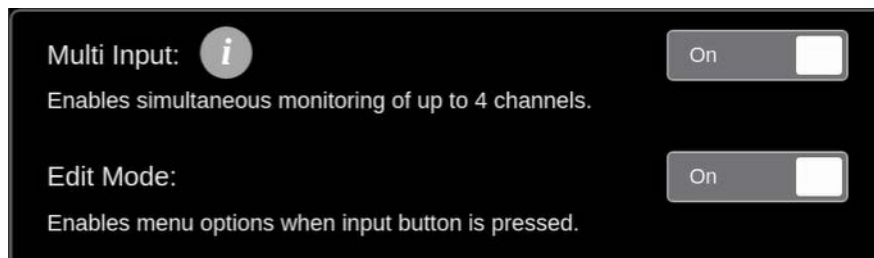 Multi Input: i On
Enables simultaneous monitoring of up to 4 channels.
Edit Mode: On
Enables menu options when input button is pressed.